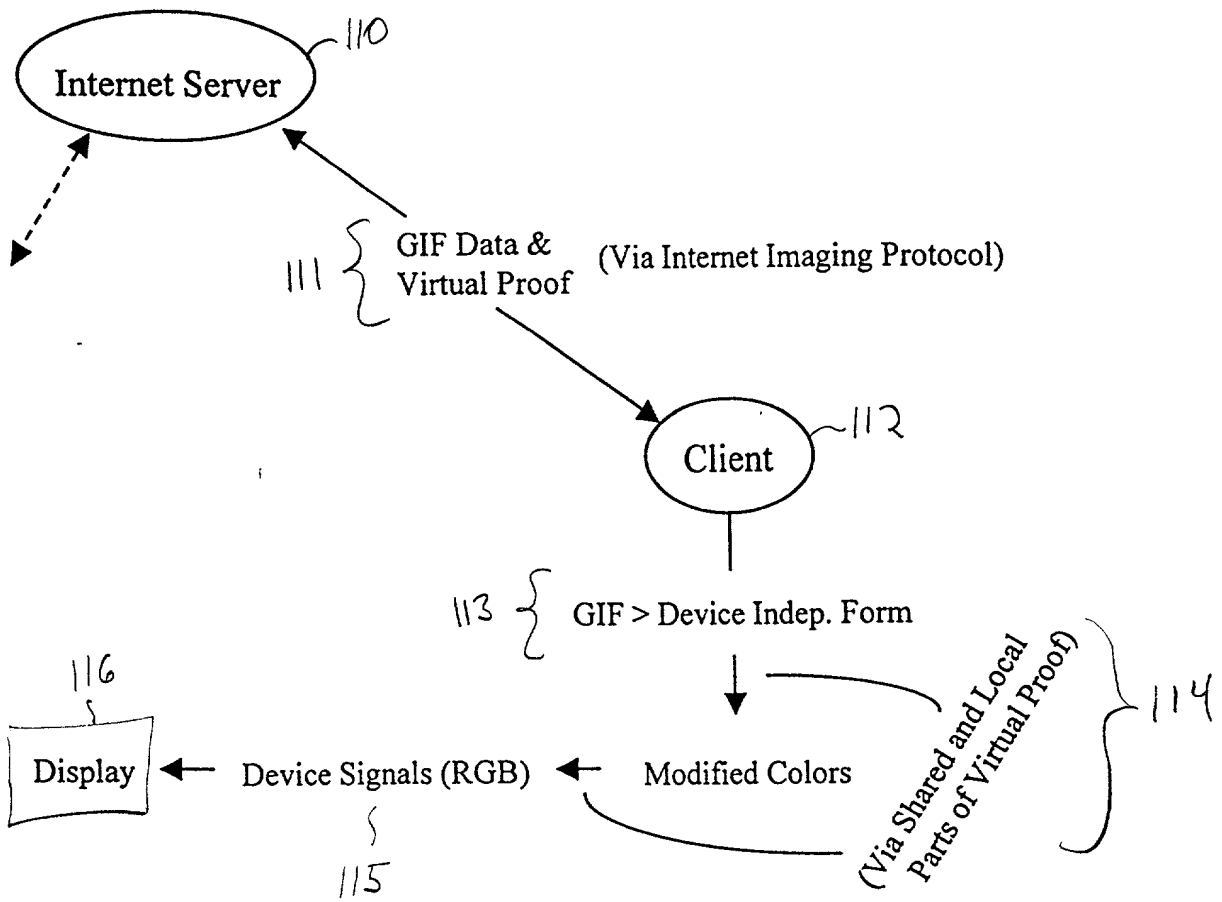 110
Internet Server
111
GIF Data &
Virtual Proof
(Via Internet Imaging Protocol)
112
Client
113
GIF > Device Indep. Form
(Via Shared and Local
Parts of Virtual Proof)
114
116
Display
Device Signals (RGB)
Modified Colors
115